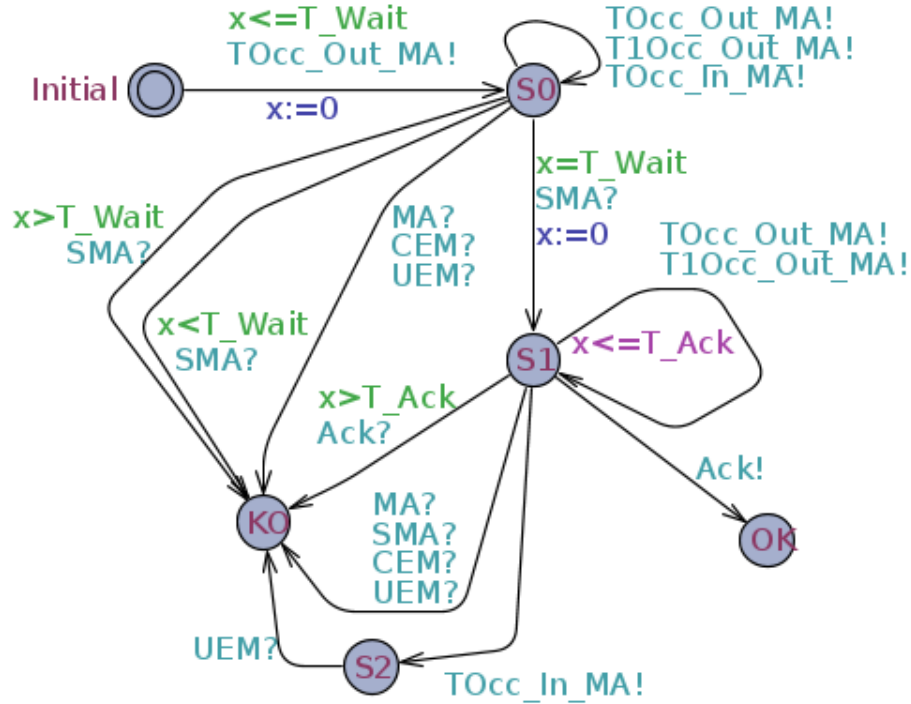 x<=T_Wait
TOcc_Out_MA!
Initial
x:=0
TOcc_Out_MA!
T1Occ_Out_MA!
TOcc_In_MA!
S0
x=T_Wait
SMA?
x:=0
x>T_Wait
SMA?
MA?
CEM?
UEM?
x<T_Wait
SMA?
TOcc_Out_MA!
T1Occ_Out_MA!
x<=T_Ack
S1
x>T_Ack
Ack?
Ack!
KO
OK
MA?
SMA?
CEM?
UEM?
UEM?
S2
TOcc_In_MA!